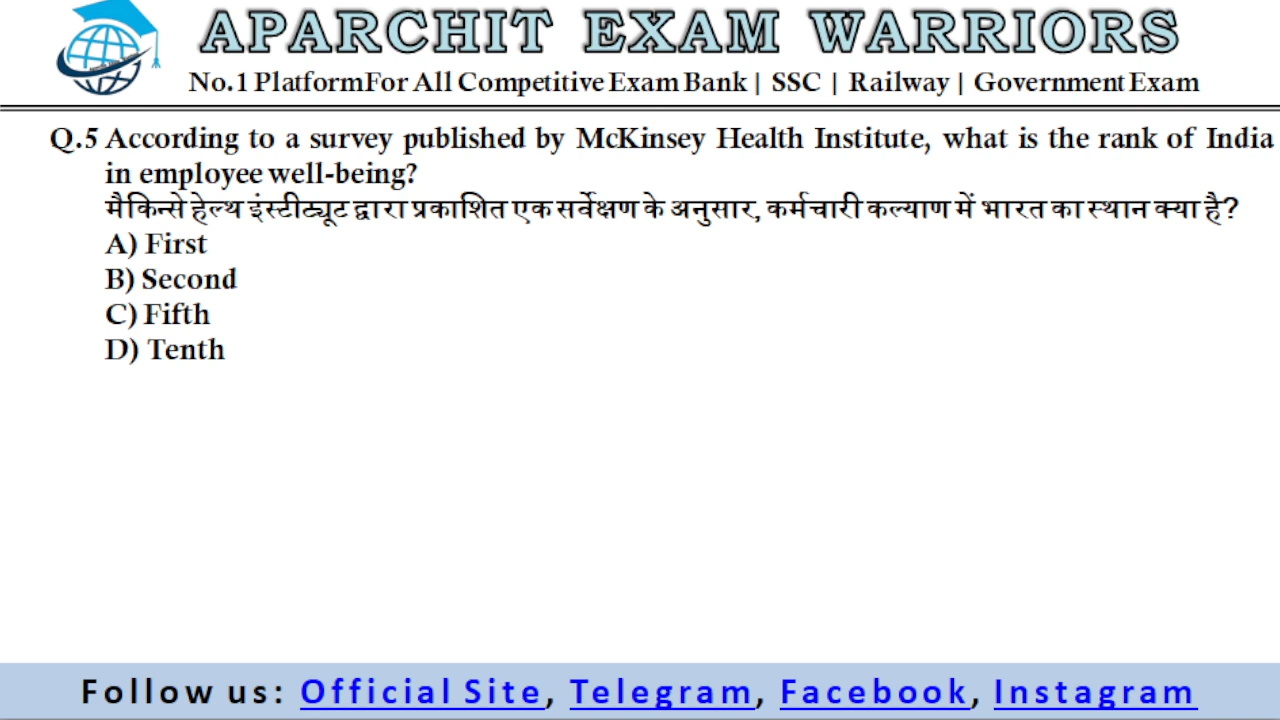 APARCHIT EXAM WARRIORS
No.1 PlatformFor All Competitive Exam Bank | SSC | Railway | Government Exam
Q.5 According to a survey published by McKinsey Health Institute, what is the rank of India
in employee well-being?
मैकिन्से हेल्थ इंस्टीट्यूट द्वारा प्रकाशित एक सर्वेक्षण के अनुसार, कर्मचारी कल्याण में भारत का स्थान क्या है?
A) First
B) Second
C) Fifth
D) Tenth
Follow us: Official Site, Telegram, Facebook, Instagram